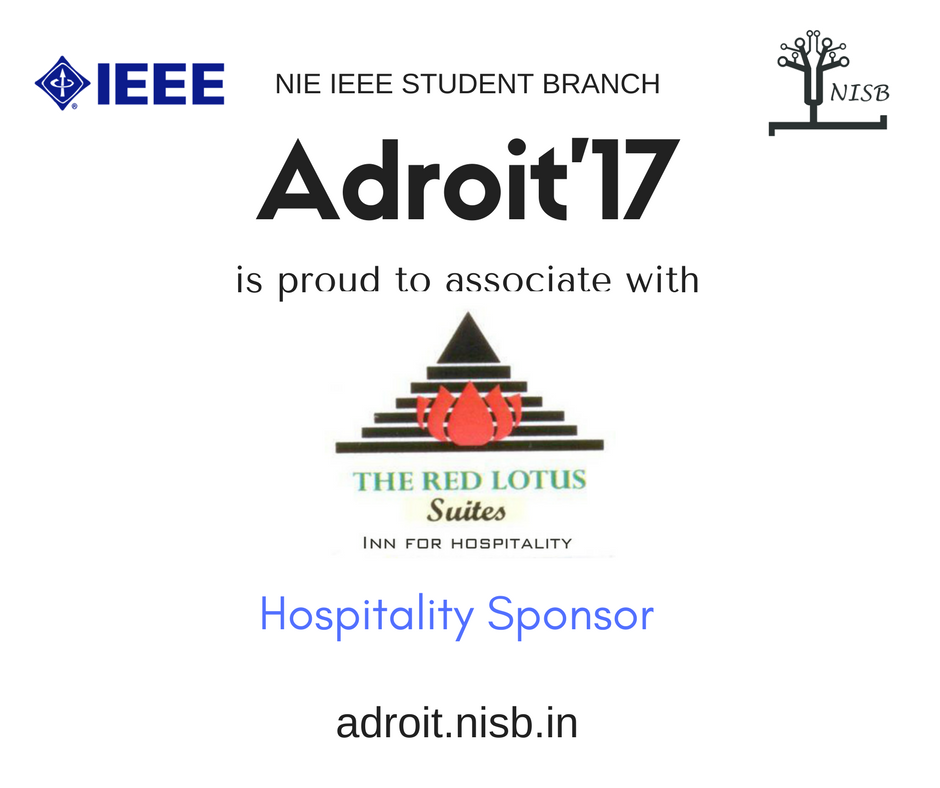 IEEE
NIE IEEE STUDENT BRANCH
NISB
Adroit'17
is proud to associate with
THE RED LOTUS
Suites
INN FOR HOSPITALITY
Hospitality Sponsor
adroit.nisb.in